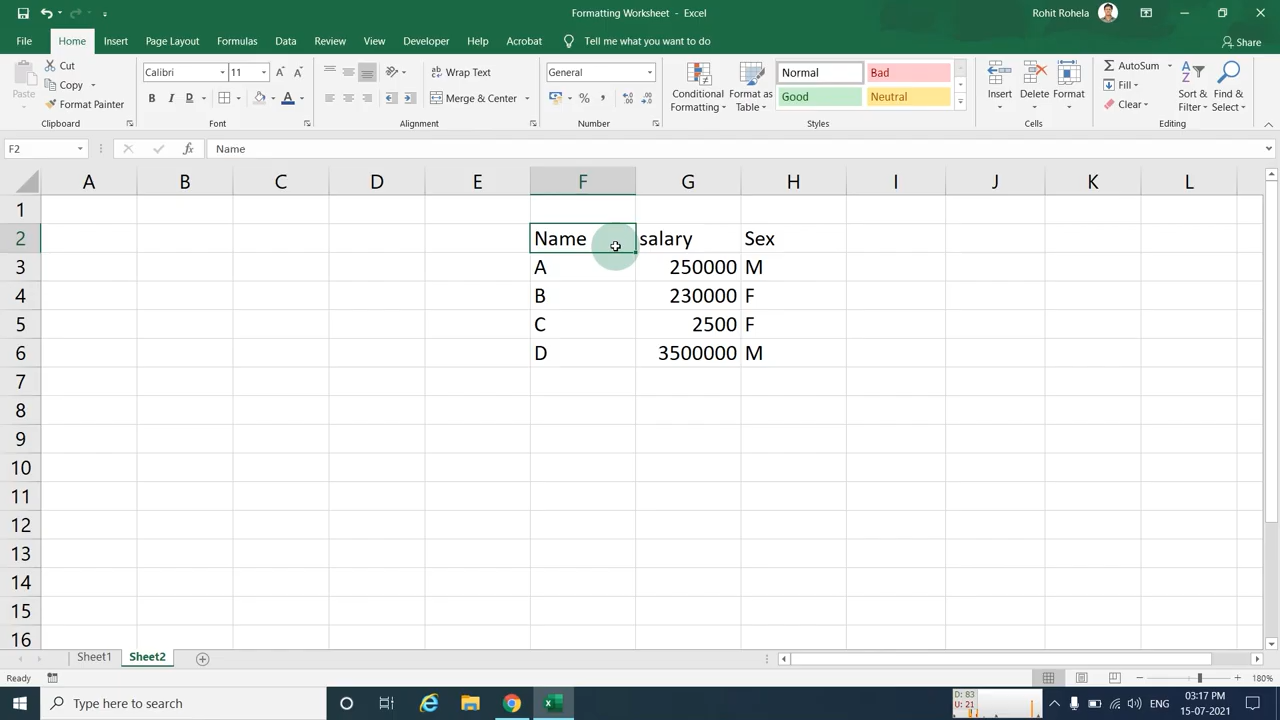 Formatting Worksheet - Excel
Rohit Rohela
File Home Insert Page Layout Formulas Data Review View Developer Help Acrobat Tell me what you want to do Share
Paste
Cut
Copy
Format Painter
Clipboard
Calibri 11
B I U
Font
Wrap Text
Merge & Center
Alignment
General
Number
Conditional Formatting
Format as Table
Normal Bad
Good Neutral
Styles
Insert Delete Format
Cells
AutoSum
Fill
Clear
Sort & Filter
Find & Select
Editing
F2 fx Name
A B C D E F G H I J K L
1
2 Name salary Sex
3 A 250000 M
4 B 230000 F
5 C 2500 F
6 D 3500000 M
7
8
9
10
11
12
13
14
15
16
Sheet1 Sheet2
Ready 180%
Type here to search
D: 83
U: 21
ENG
03:17 PM
15-07-2021